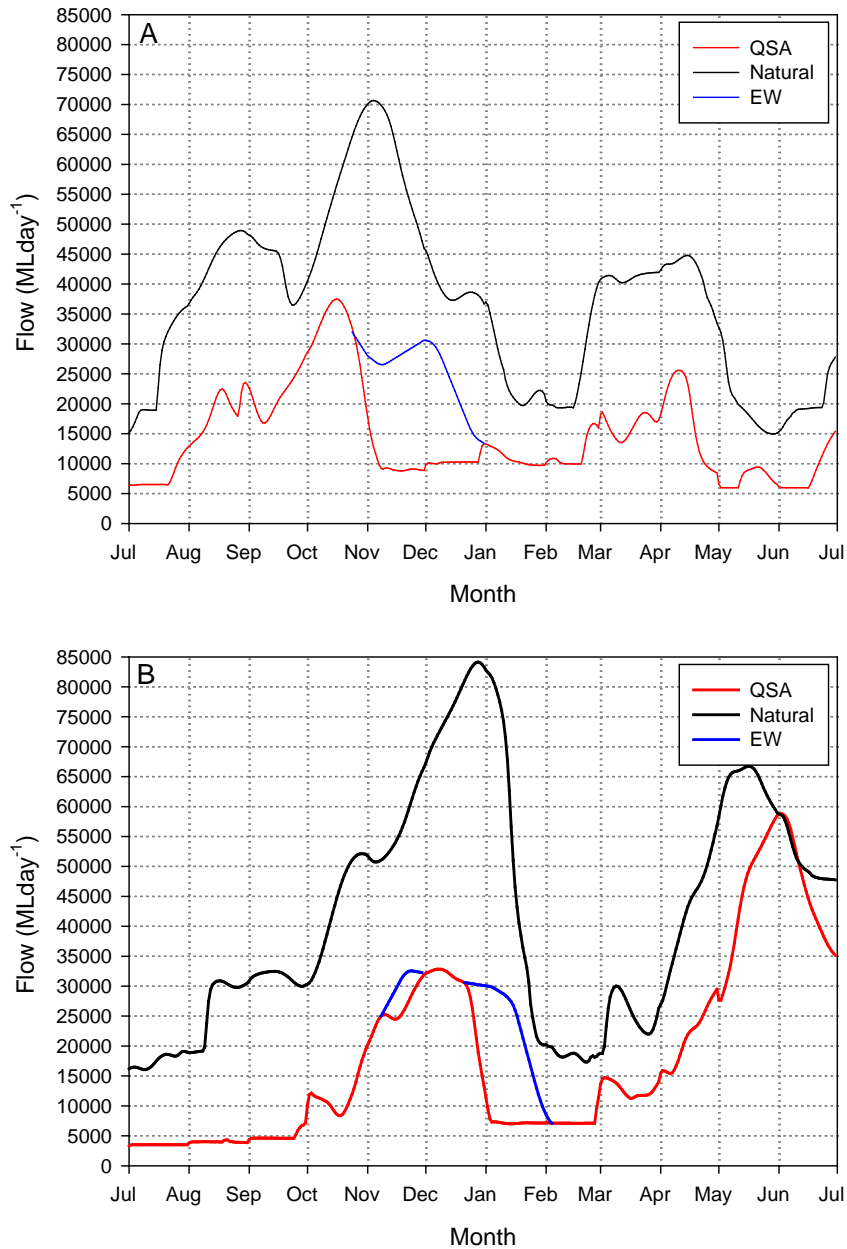 A
85000
80000
75000
70000
65000
60000
55000
50000
45000
40000
35000
30000
25000
20000
15000
10000
5000
0
Flow (MLday⁻¹)
QSA
Natural
EW
Jul Aug Sep Oct Nov Dec Jan Feb Mar Apr May Jun Jul
Month
B
85000
80000
75000
70000
65000
60000
55000
50000
45000
40000
35000
30000
25000
20000
15000
10000
5000
0
Flow (MLday⁻¹)
QSA
Natural
EW
Jul Aug Sep Oct Nov Dec Jan Feb Mar Apr May Jun Jul
Month